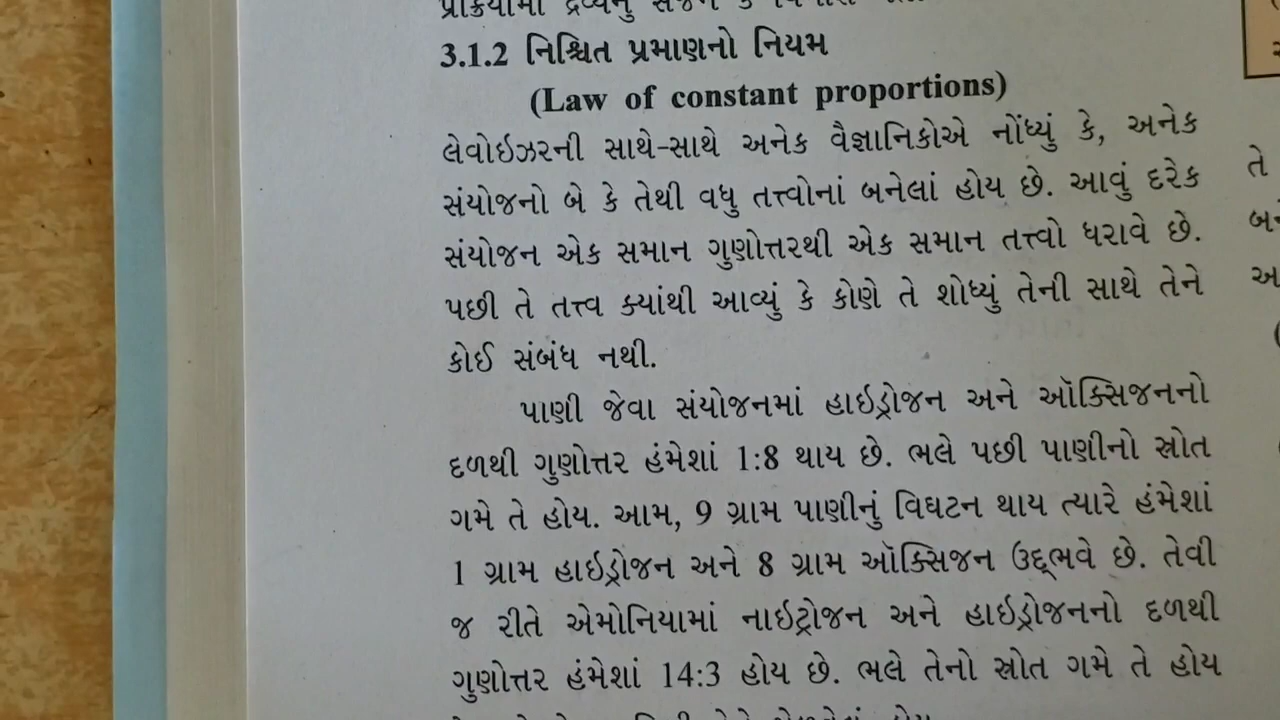 3.1.2 નિશ્ચિત પ્રમાણનો નિયમ
(Law of constant proportions)
લેવોઇઝરની સાથે-સાથે અનેક વૈજ્ઞાનિકોએ નોંધ્યું કે, અનેક
સંયોજનો બે કે તેથી વધુ તત્ત્વોનાં બનેલાં હોય છે. આવું દરેક
સંયોજન એક સમાન ગુણોત્તરથી એક સમાન તત્ત્વો ધરાવે છે.
પછી તે તત્ત્વ ક્યાંથી આવ્યું કે કોણે તે શોધ્યું તેની સાથે તેને
કોઈ સંબંધ નથી.
પાણી જેવા સંયોજનમાં હાઇડ્રોજન અને ઑક્સિજનનો
દળથી ગુણોત્તર હંમેશાં 1:8 થાય છે. ભલે પછી પાણીનો સ્રોત
ગમે તે હોય. આમ, 9 ગ્રામ પાણીનું વિઘટન થાય ત્યારે હંમેશાં
1 ગ્રામ હાઇડ્રોજન અને 8 ગ્રામ ઑક્સિજન ઉદ્દભવે છે. તેવી
જ રીતે એમોનિયામાં નાઇટ્રોજન અને હાઇડ્રોજનનો દળથી
ગુણોત્તર હંમેશાં 14:3 હોય છે. ભલે તેનો સ્રોત ગમે તે હોય
તે